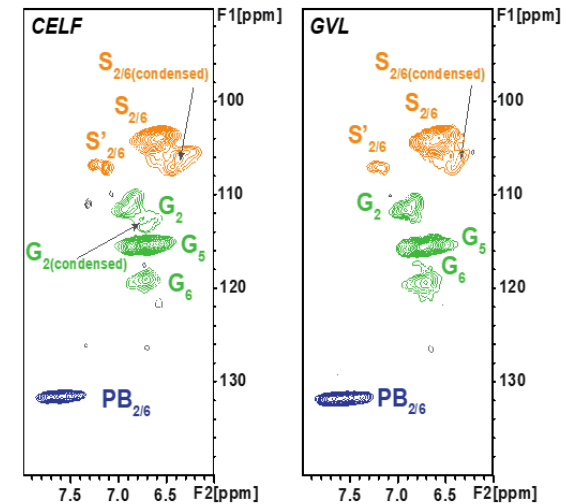 CELF
F1[ppm]
S2/6(condensed)
S2/6
S'2/6
G2
G2(condensed)
G5
G6
PB2/6
100
110
120
130
7.5 7.0 6.5 F2[ppm]
GVL
F1[ppm]
S2/6(condensed)
S2/6
S'2/6
G2
G5
G6
PB2/6
100
110
120
130
7.5 7.0 6.5 F2[ppm]